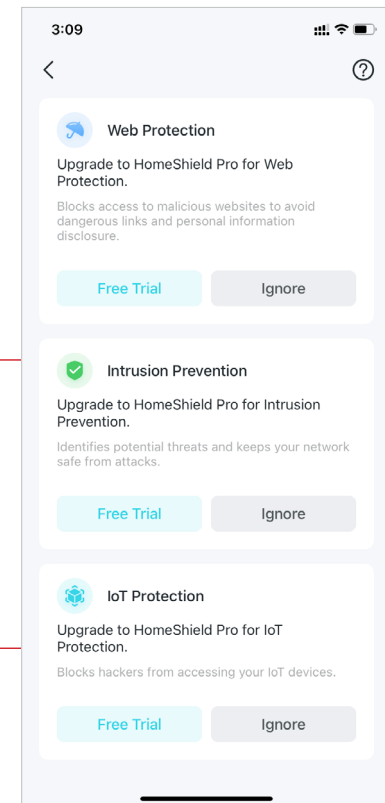 3:09
Web Protection
Upgrade to HomeShield Pro for Web
Protection.
Blocks access to malicious websites to avoid
dangerous links and personal information
disclosure.
Free Trial
Ignore
Intrusion Prevention
Upgrade to HomeShield Pro for Intrusion
Prevention.
Identifies potential threats and keeps your network
safe from attacks.
Free Trial
Ignore
IoT Protection
Upgrade to HomeShield Pro for IoT
Protection.
Blocks hackers from accessing your IoT devices.
Free Trial
Ignore